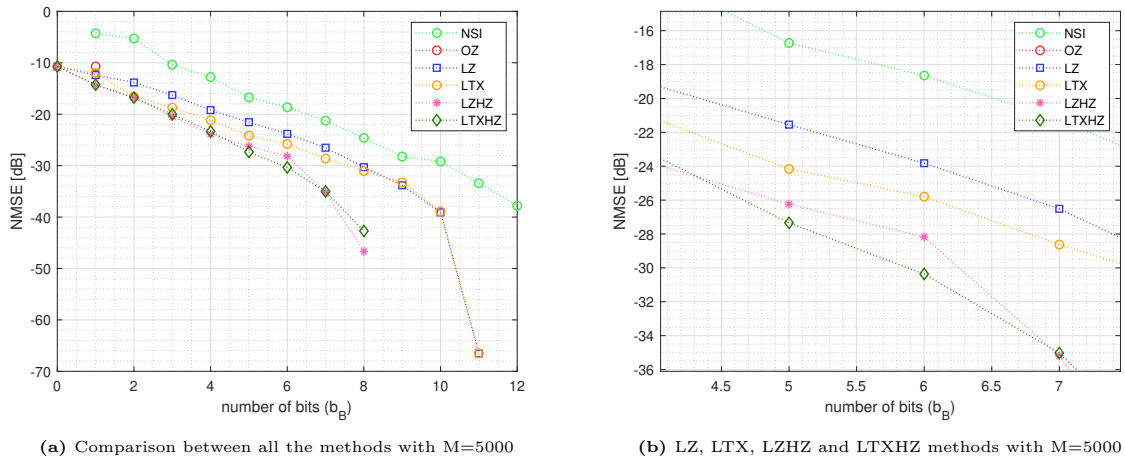 0
-10
-20
-30
-40
-50
-60
-70
NMSE [dB]
0 2 4 6 8 10 12
number of bits (b_B)
NSI
OZ
LZ
LTX
LZHZ
LTXHZ
(a) Comparison between all the methods with M=5000
-16
-18
-20
-22
-24
-26
-28
-30
-32
-34
-36
NMSE [dB]
4.5 5 5.5 6 6.5 7
number of bits (b_B)
NSI
OZ
LZ
LTX
LZHZ
LTXHZ
(b) LZ, LTX, LZHZ and LTXHZ methods with M=5000